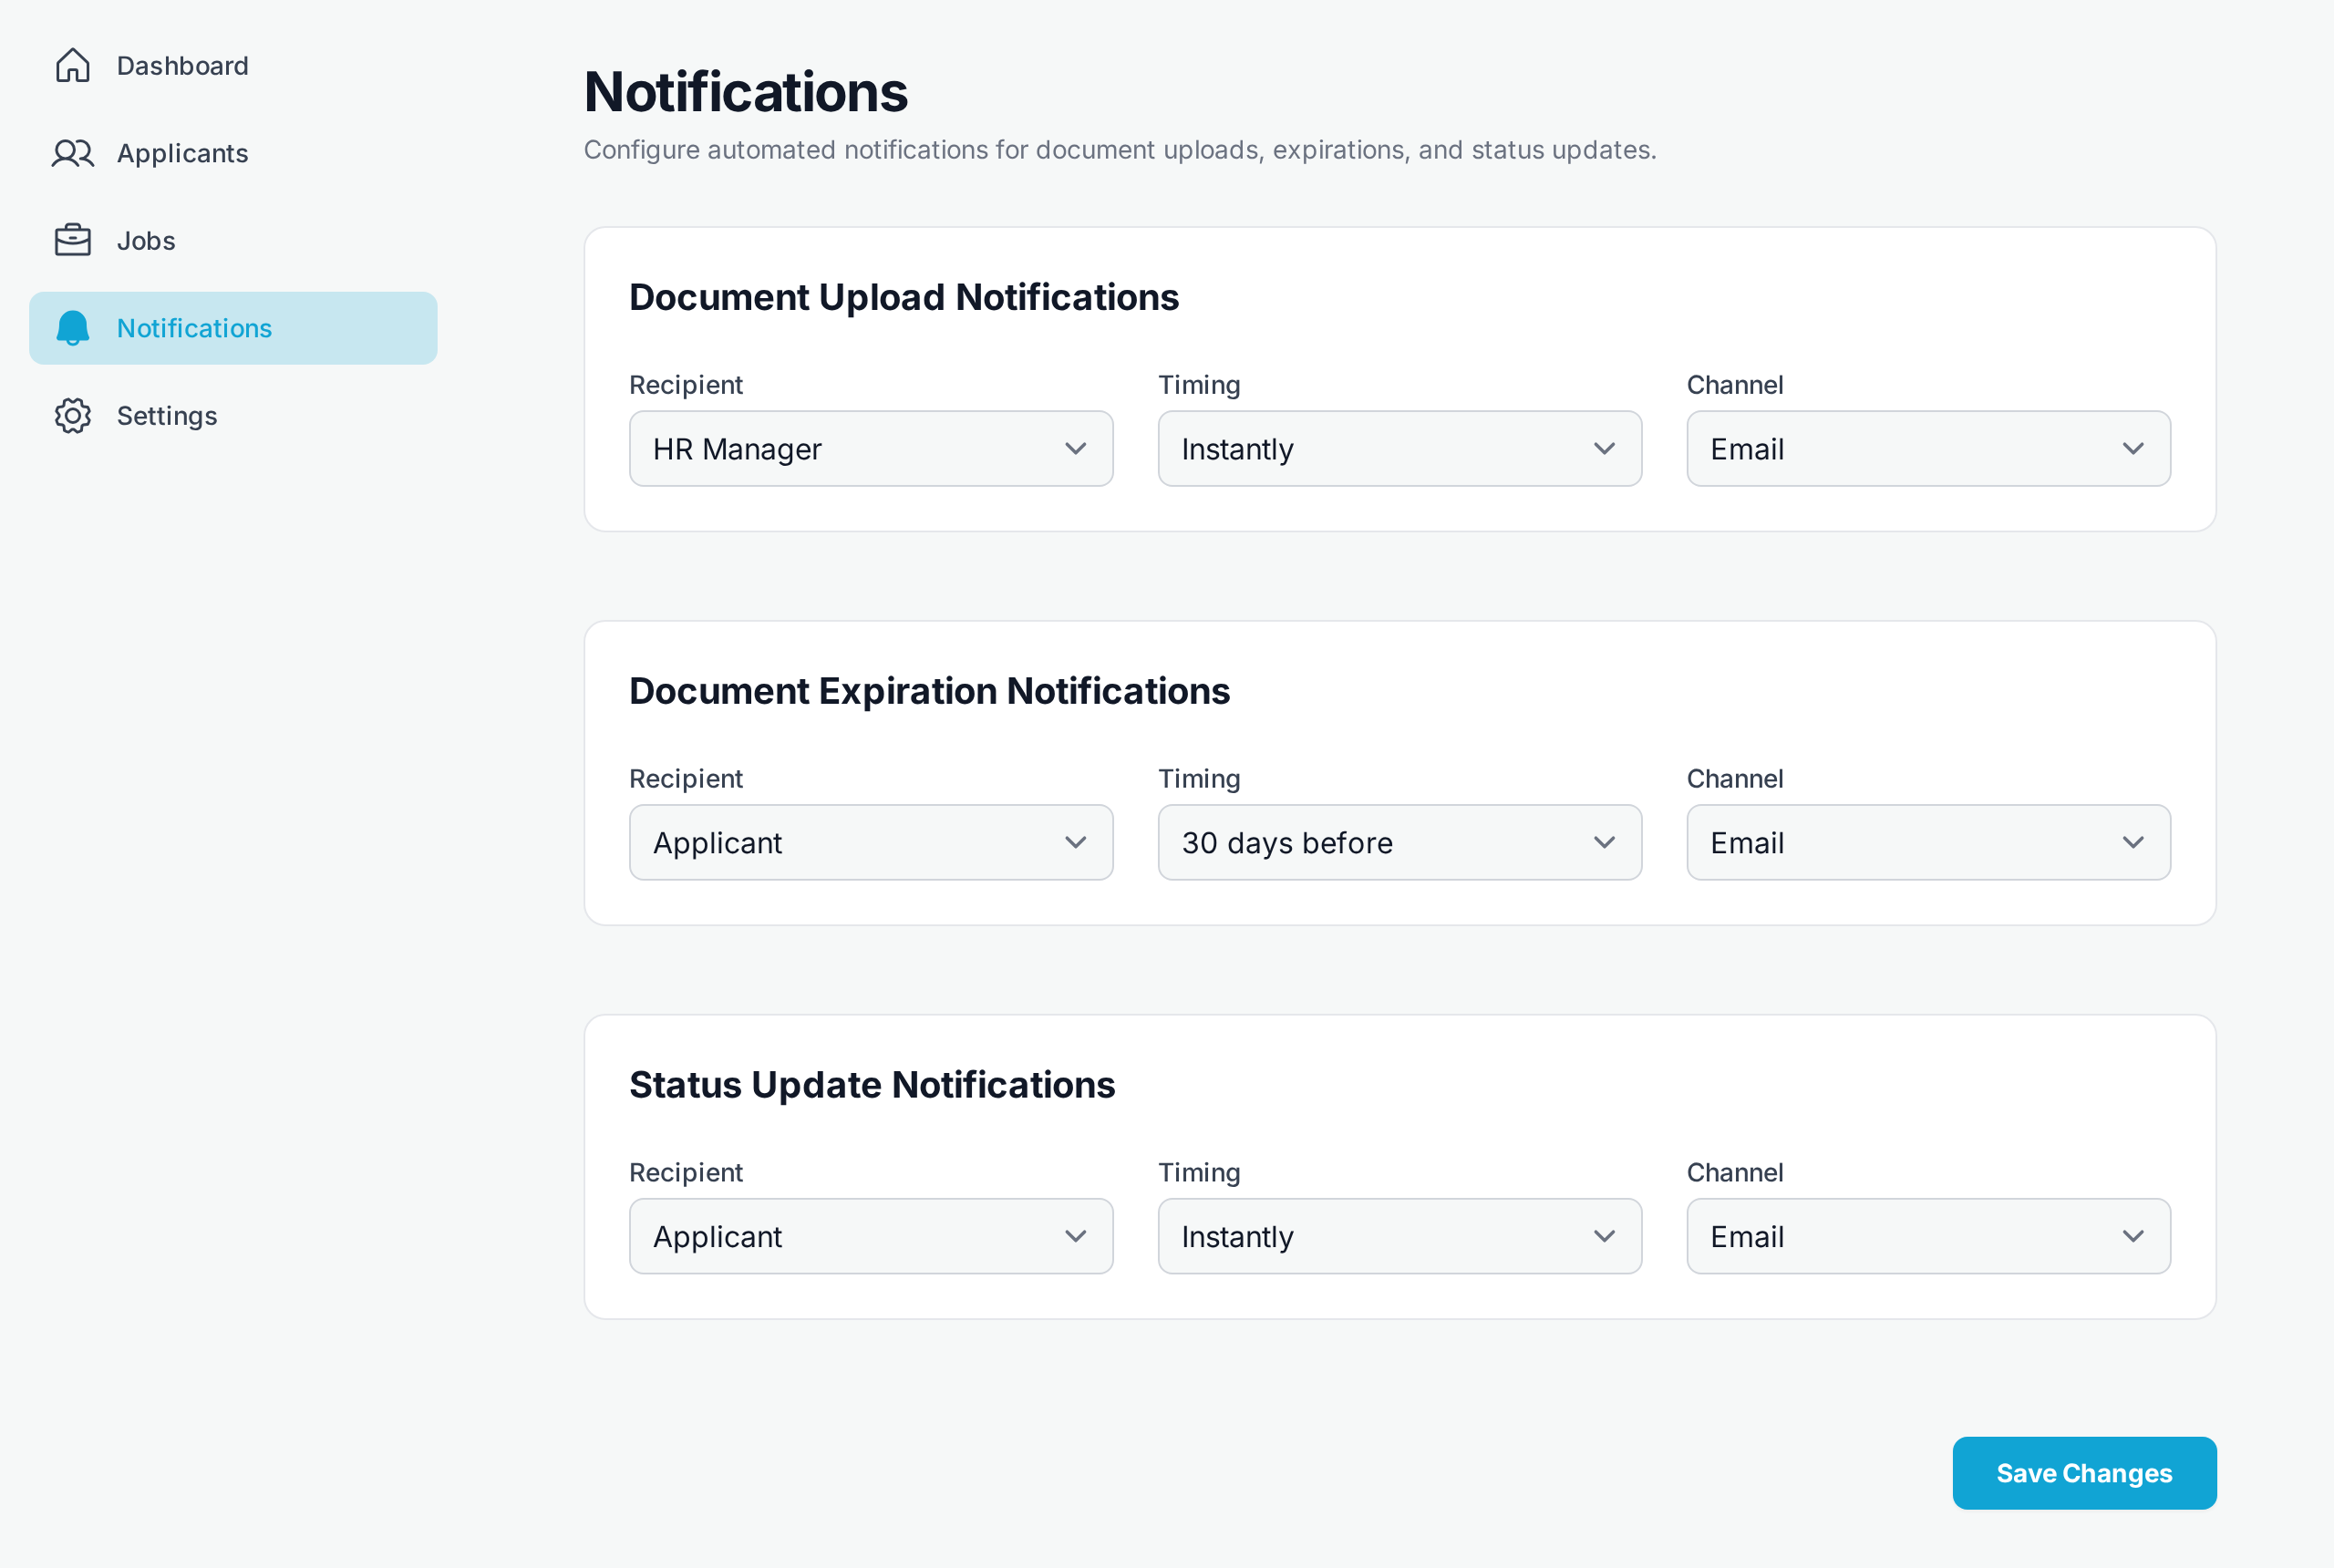 Dashboard
Applicants
Jobs
Notifications
Settings
Notifications
Configure automated notifications for document uploads, expirations, and status updates.
Document Upload Notifications
Recipient Timing Channel
HR Manager Instantly Email
Document Expiration Notifications
Recipient Timing Channel
Applicant 30 days before Email
Status Update Notifications
Recipient Timing Channel
Applicant Instantly Email
Save Changes